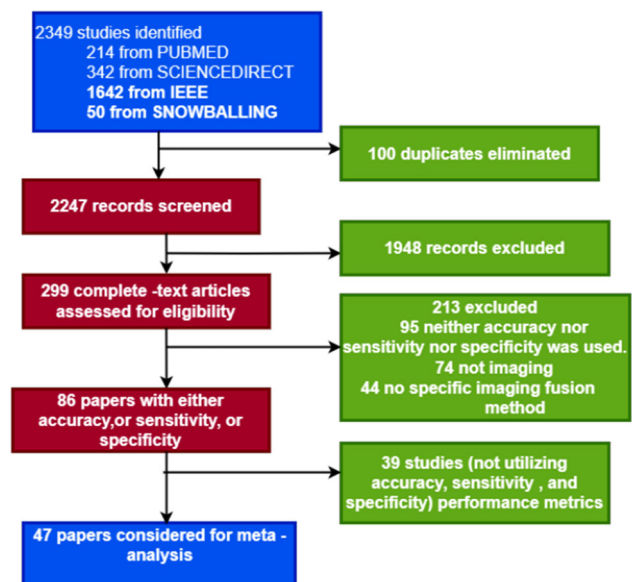 2349 studies identified
214 from PUBMED
342 from SCIENCEDIRECT
1642 from IEEE
50 from SNOWBALLING
100 duplicates eliminated
2247 records screened
1948 records excluded
299 complete -text articles
assessed for eligibility
213 excluded
95 neither accuracy nor
sensitivity nor specificity was used.
74 not imaging
44 no specific imaging fusion
method
86 papers with either
accuracy,or sensitivity, or
specificity
39 studies (not utilizing
accuracy, sensitivity , and
specificity) performance metrics
47 papers considered for meta -
analysis